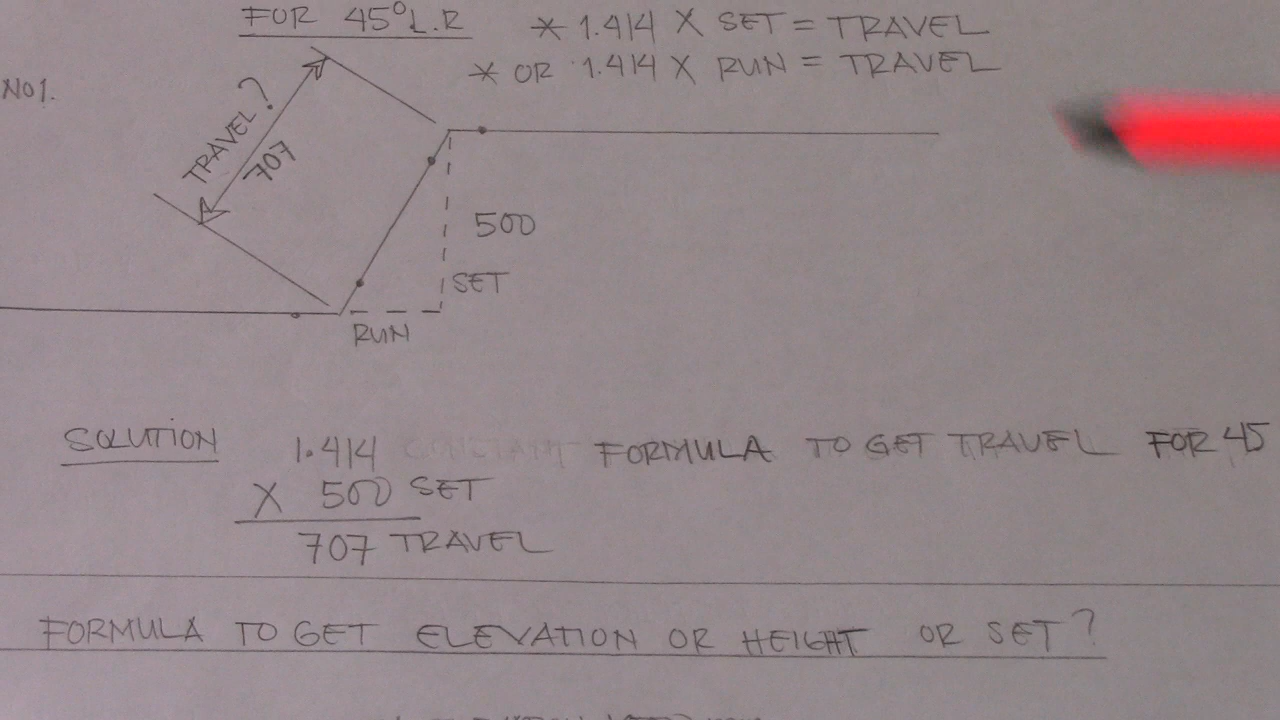 FOR 45° L.R
* 1.414 X SET = TRAVEL
* OR 1.414 X RUN = TRAVEL
NO1.
TRAVEL?
707
500
SET
RUN
SOLUTION
1.414 CONSTANT FORMULA TO GET TRAVEL FOR 45
X 500 SET
707 TRAVEL
FORMULA TO GET ELEVATION OR HEIGHT OR SET?